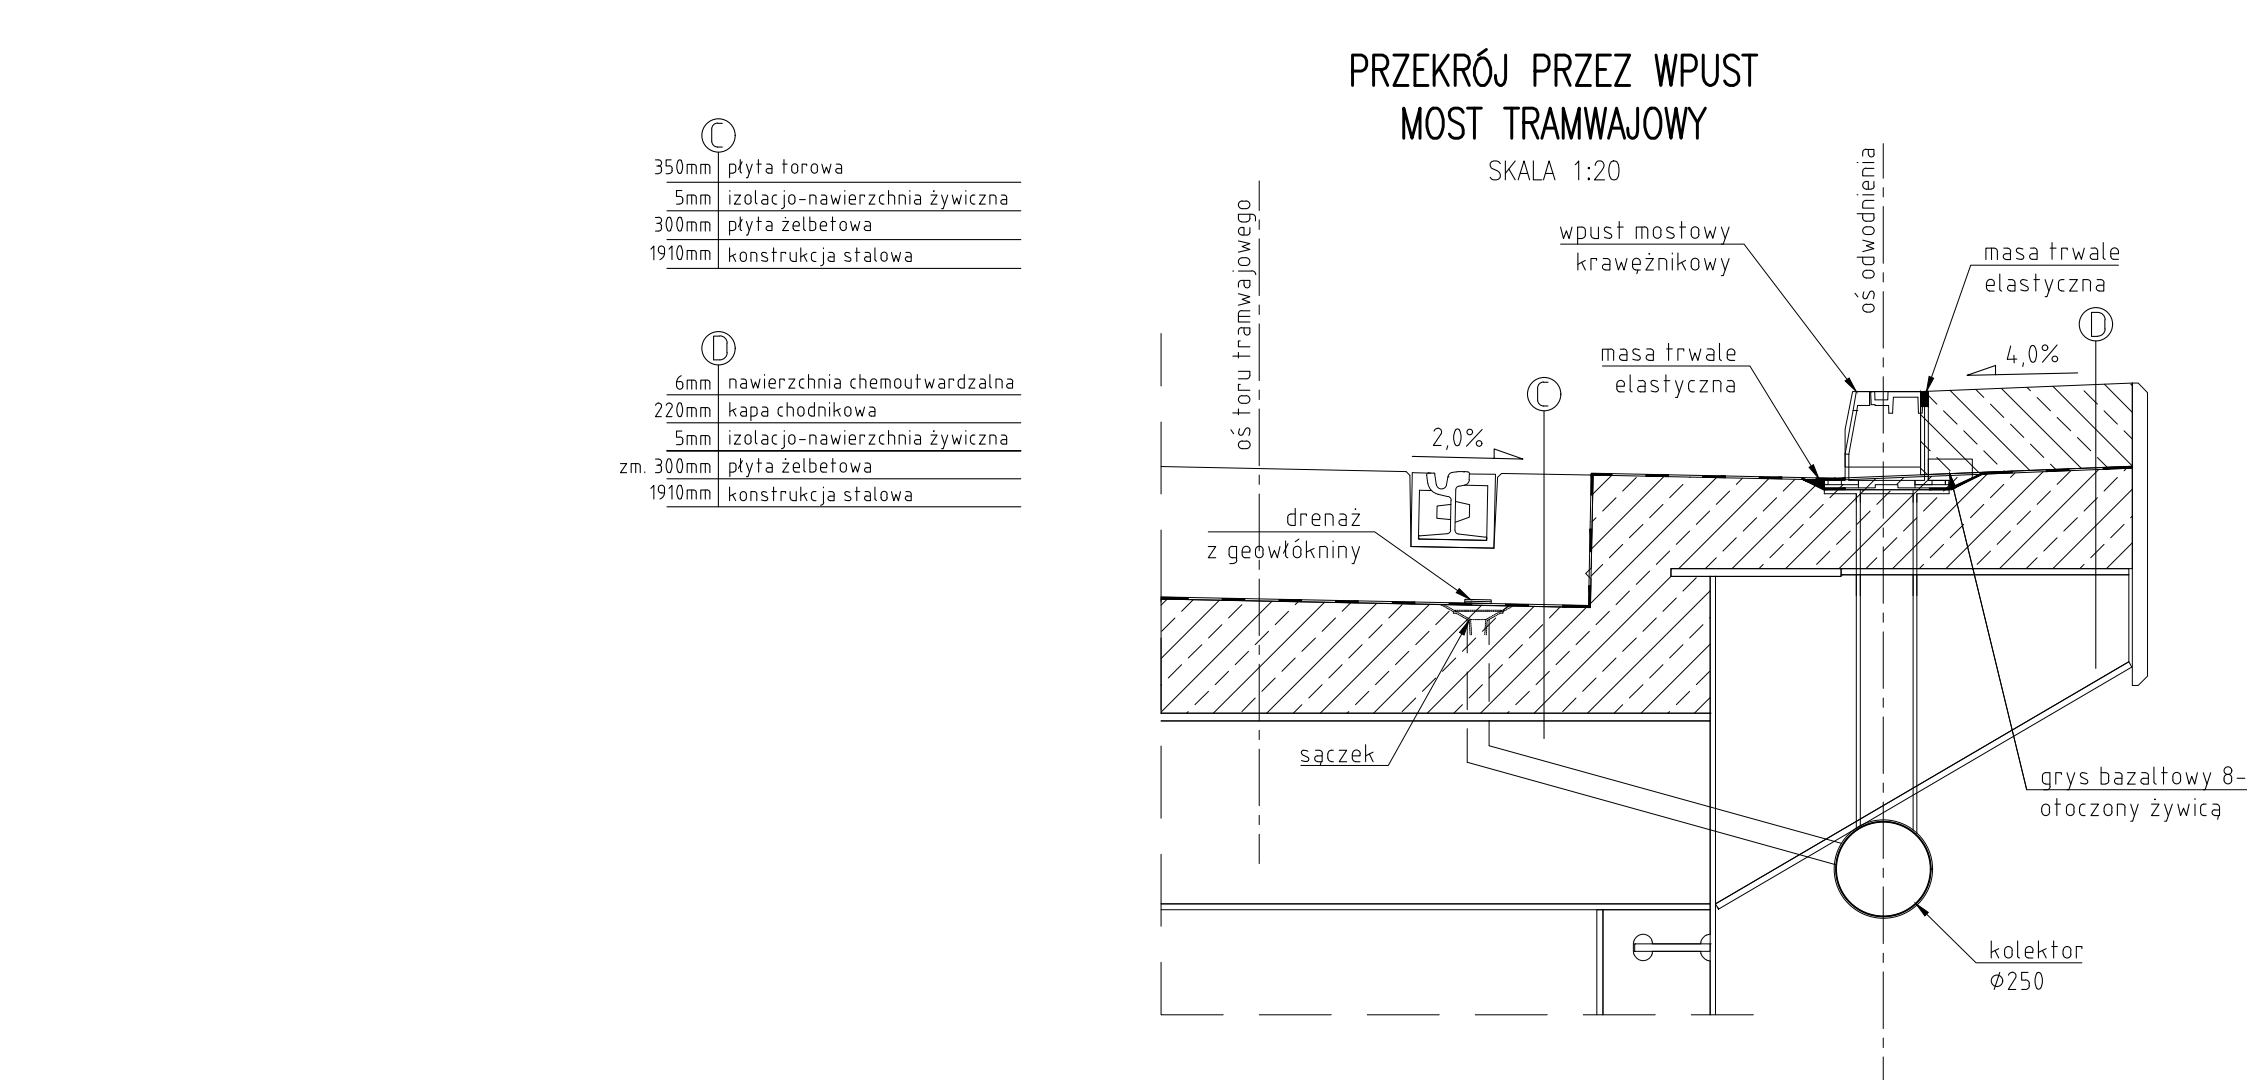 PRZEKRÓJ PRZEZ WPUST
MOST TRAMWAJOWY
SKALA 1:20
C
350mm płyta torowa
5mm izolacjo-nawierzchnia żywiczna
300mm płyta żelbetowa
1910mm konstrukcja stalowa
D
6mm nawierzchnia chemoutwardzalna
220mm kapa chodnikowa
5mm izolacjo-nawierzchnia żywiczna
zm. 300mm płyta żelbetowa
1910mm konstrukcja stalowa
oś toru tramwajowego
oś odwodnienia
wpust mostowy
krawężnikowy
masa trwale
elastyczna
D
4,0%
masa trwale
elastyczna
C
2,0%
drenaż
z geowłókniny
sączek
grys bazaltowy 8-
otoczony żywicą
kolektor
Ø250